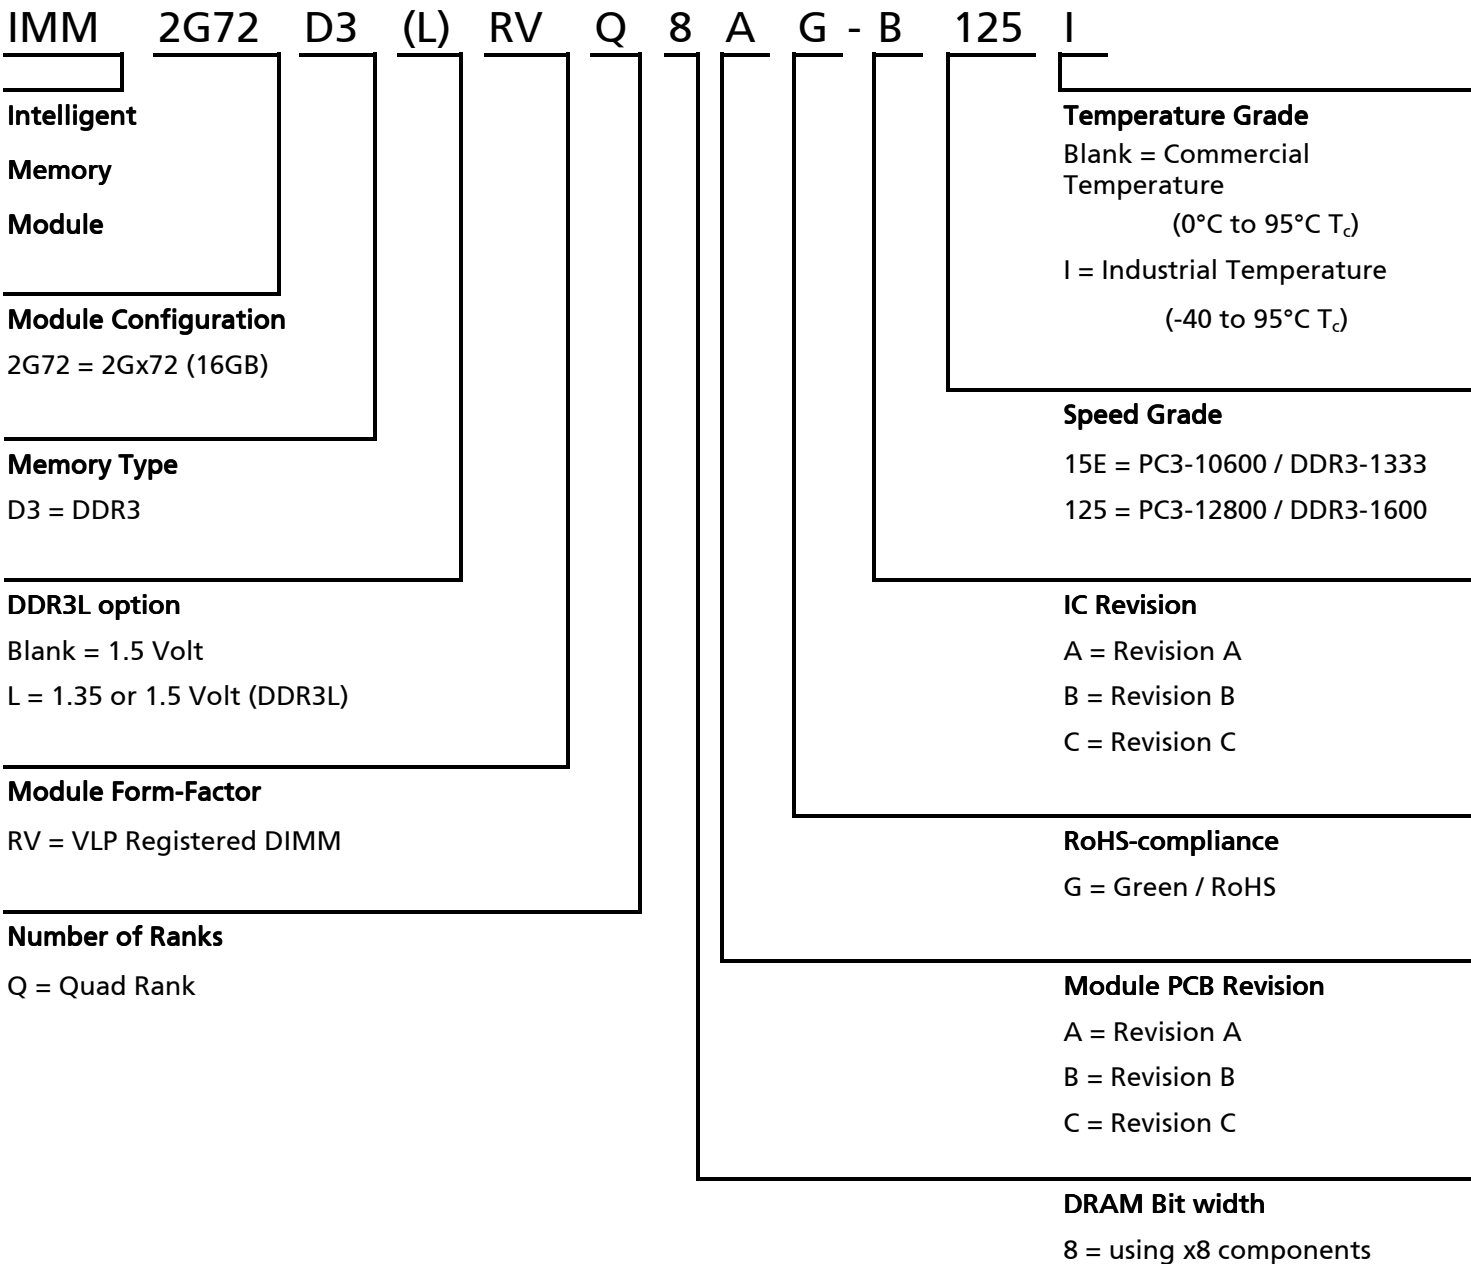 IMM 2G72 D3 (L) RV Q 8 A G - B 125 I
Intelligent
Memory
Module
Module Configuration
2G72 = 2Gx72 (16GB)
Memory Type
D3 = DDR3
DDR3L option
Blank = 1.5 Volt
L = 1.35 or 1.5 Volt (DDR3L)
Module Form-Factor
RV = VLP Registered DIMM
Number of Ranks
Q = Quad Rank
Temperature Grade
Blank = Commercial
Temperature
(0°C to 95°C Tc)
I = Industrial Temperature
(-40 to 95°C Tc)
Speed Grade
15E = PC3-10600 / DDR3-1333
125 = PC3-12800 / DDR3-1600
IC Revision
A = Revision A
B = Revision B
C = Revision C
RoHS-compliance
G = Green / RoHS
Module PCB Revision
A = Revision A
B = Revision B
C = Revision C
DRAM Bit width
8 = using x8 components